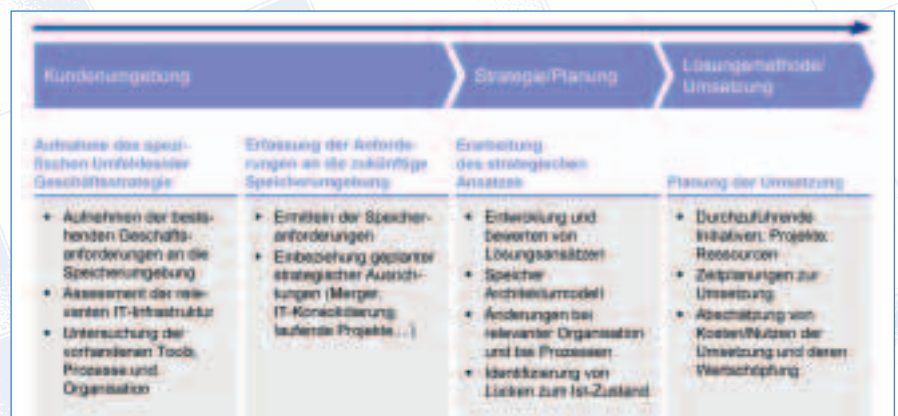 Kundenumgebung
Strategie/Planung
Lösungsmethode/
Umsetzung
Aufnahme des spezi-
fischen Umfeldes/der
Geschäftsstrategie
Erfassung der Anforde-
rungen an die zukünftige
Speicherumgebung
Erarbeitung
des strategischen
Ansatzes
Planung der Umsetzung
• Aufnehmen der beste-
henden Geschäfts-
anforderungen an die
Speicherumgebung
• Assessment der rele-
vanten IT-Infrastruktur
• Untersuchung der
vorhandenen Tools,
Prozesse und
Organisation
• Ermitteln der Speicher-
anforderungen
• Einbeziehung geplanter
strategischer Ausrich-
tungen (Merger,
IT-Konsolidierung
laufende Projekte…)
• Entwicklung und
bewerten von
Lösungsansätzen
• Speicher
Architekturmodell
• Änderungen bei
relevanter Organisation
und bei Prozessen
• Identifizierung von
Lücken zum Ist-Zustand
• Durchzuführende
Initiativen, Projekte,
Ressourcen
• Zeitplanungen zur
Umsetzung
• Abschätzung von
Kosten/Nutzen der
Umsetzung und deren
Wertschöpfung